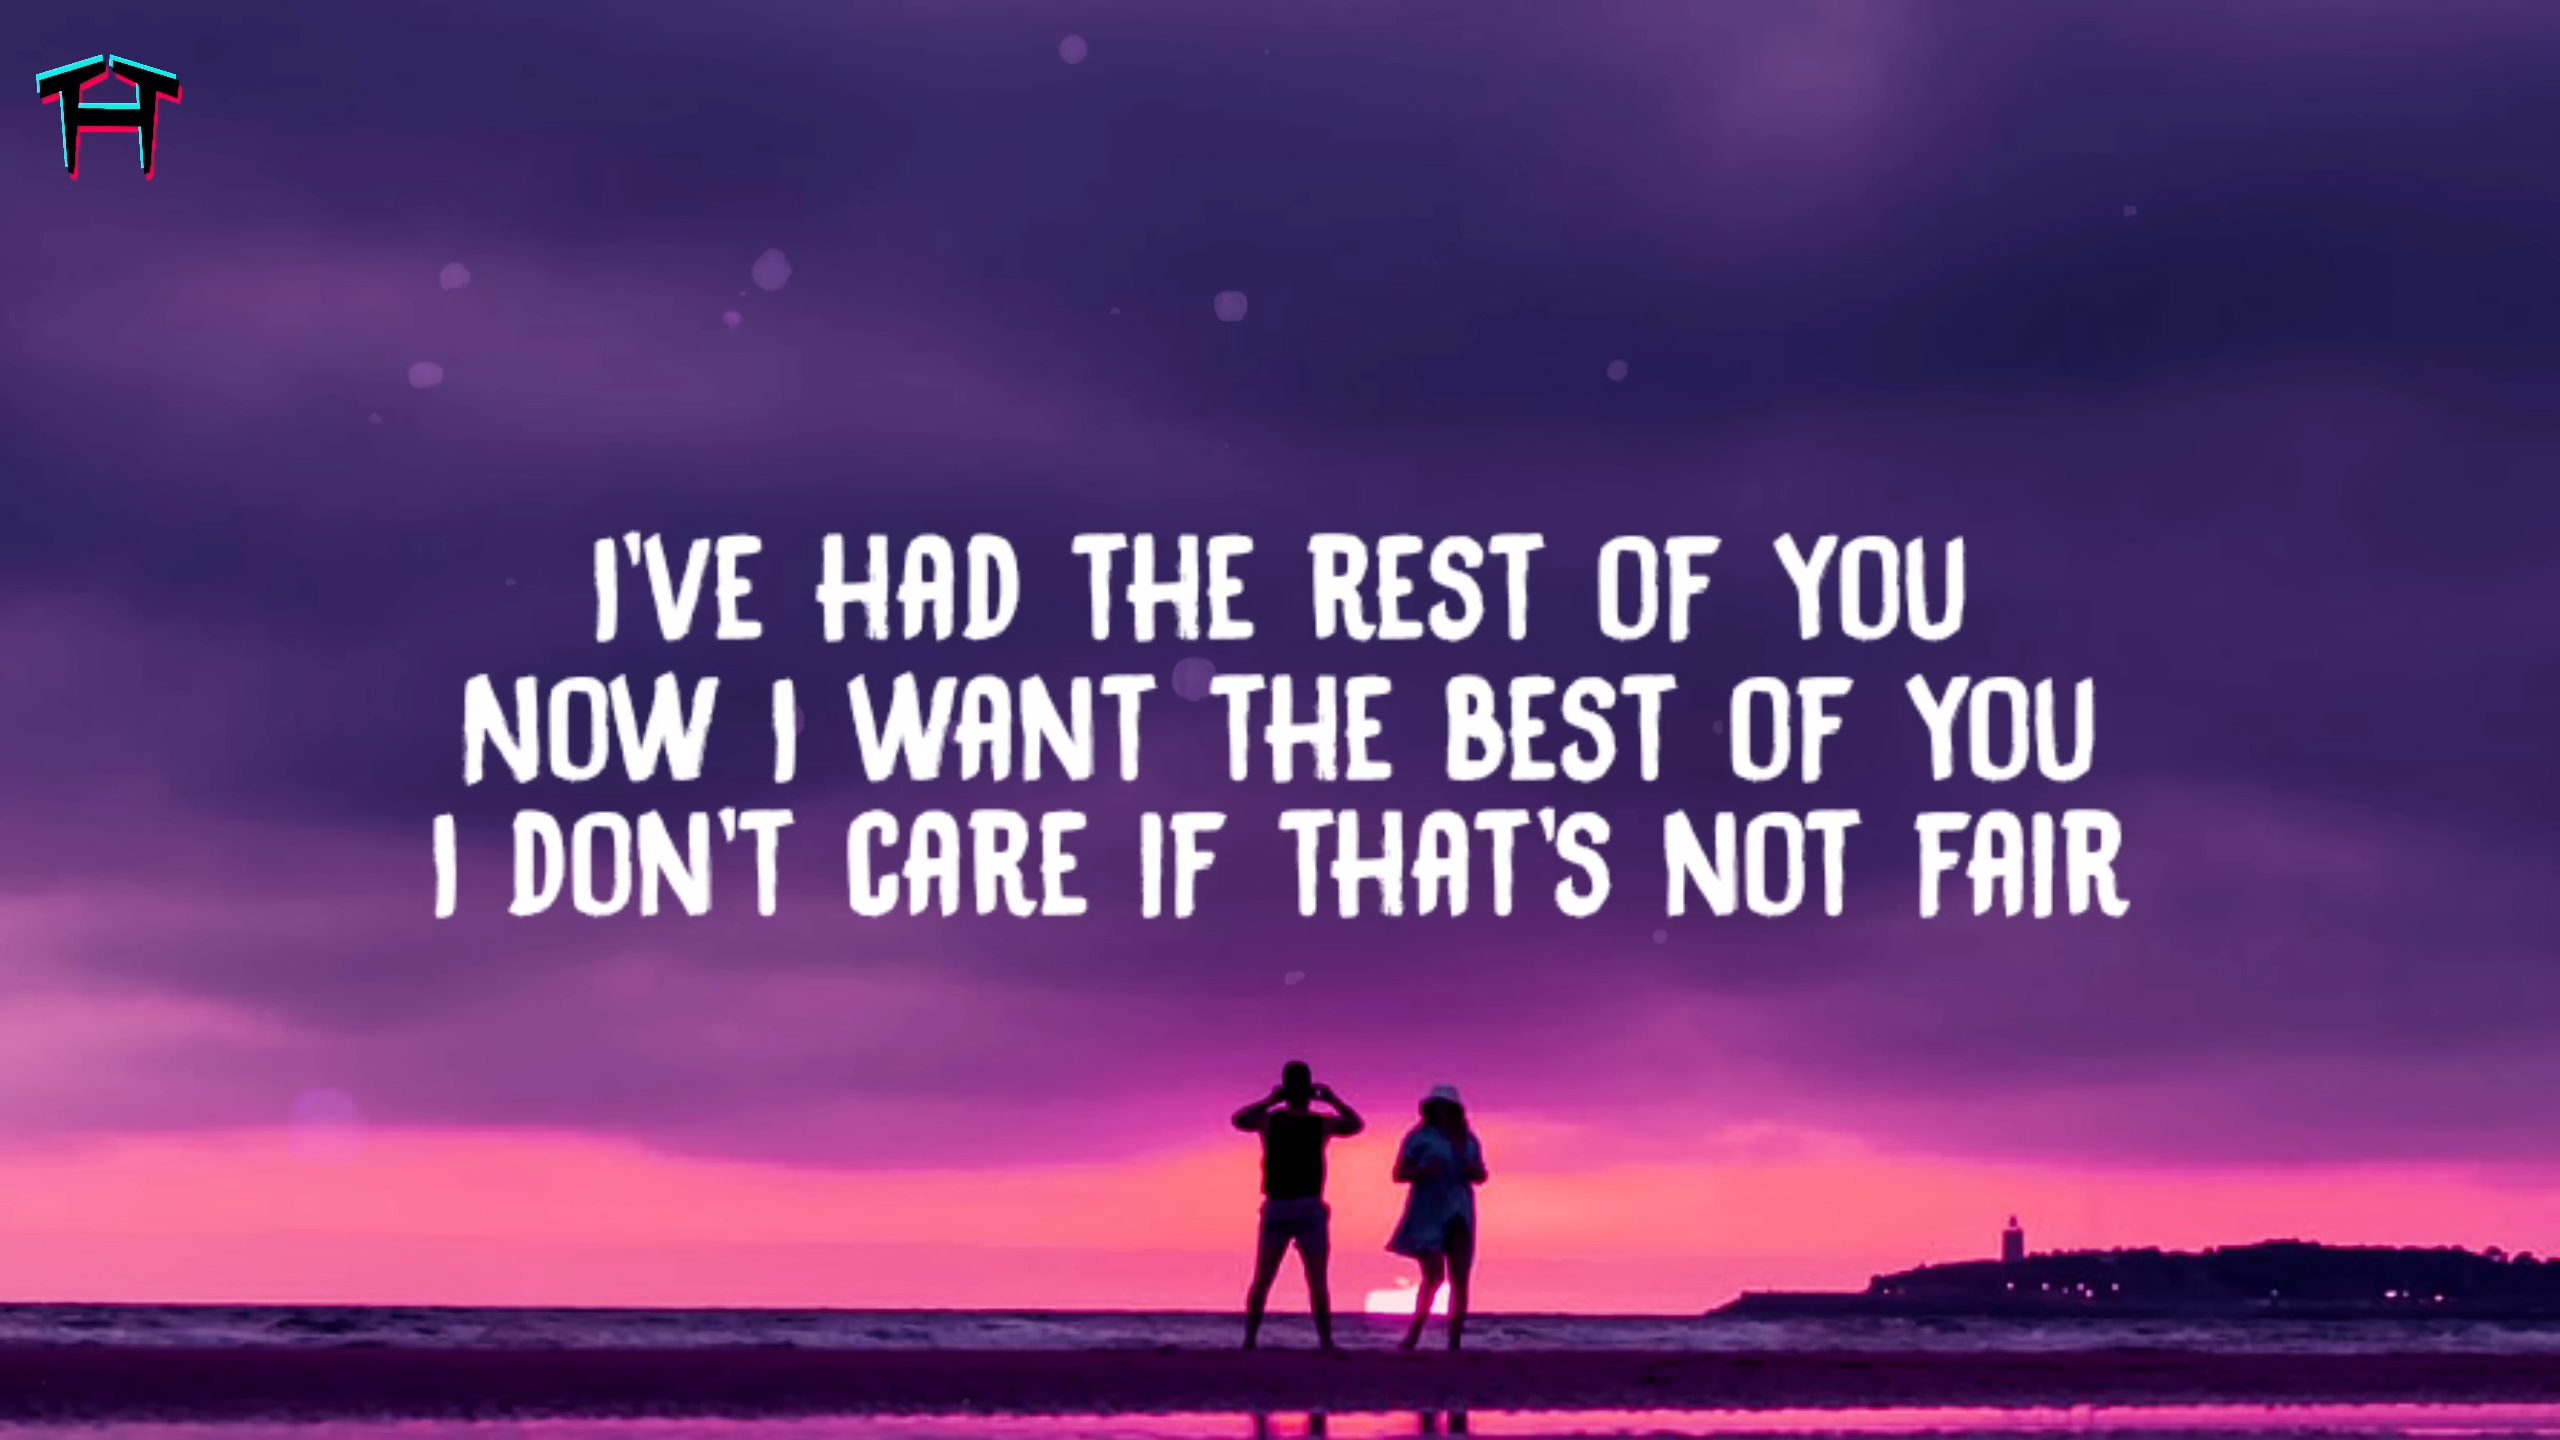 I'VE HAD THE REST OF YOU
NOW I WANT THE BEST OF YOU
I DON'T CARE IF THAT'S NOT FAIR